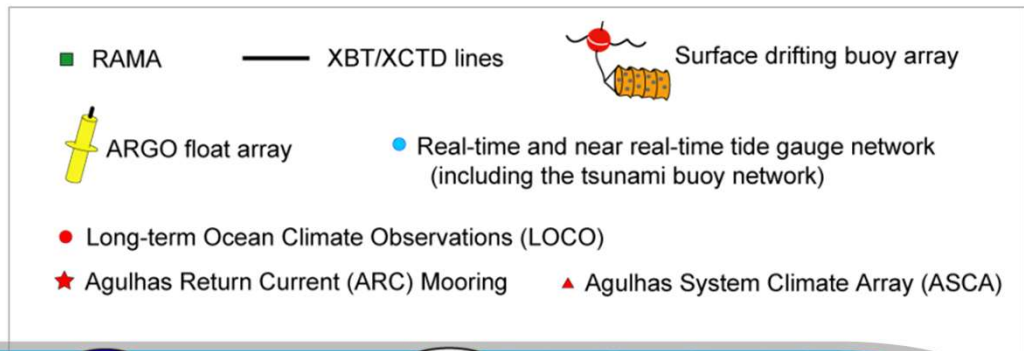 RAMA XBT/XCTD lines Surface drifting buoy array
ARGO float array Real-time and near real-time tide gauge network
(including the tsunami buoy network)
Long-term Ocean Climate Observations (LOCO)
Agulhas Return Current (ARC) Mooring Agulhas System Climate Array (ASCA)